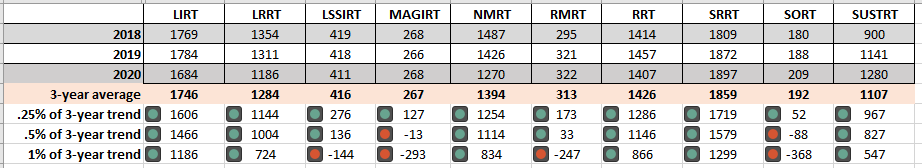 LIRT LRRT LSSIRT MAGIRT NMRT RMRT RRT SRRT SORT SUSTRT
2018 1769 1354 419 268 1487 295 1414 1809 180 900
2019 1784 1311 418 266 1426 321 1457 1872 188 1141
2020 1684 1186 411 268 1270 322 1407 1897 209 1280
3-year average 1746 1284 416 267 1394 313 1426 1859 192 1107
.25% of 3-year trend 1606 1144 276 127 1254 173 1286 1719 52 967
.5% of 3-year trend 1466 1004 136 -13 1114 33 1146 1579 -88 827
1% of 3-year trend 1186 724 -144 -293 834 -247 866 1299 -368 547